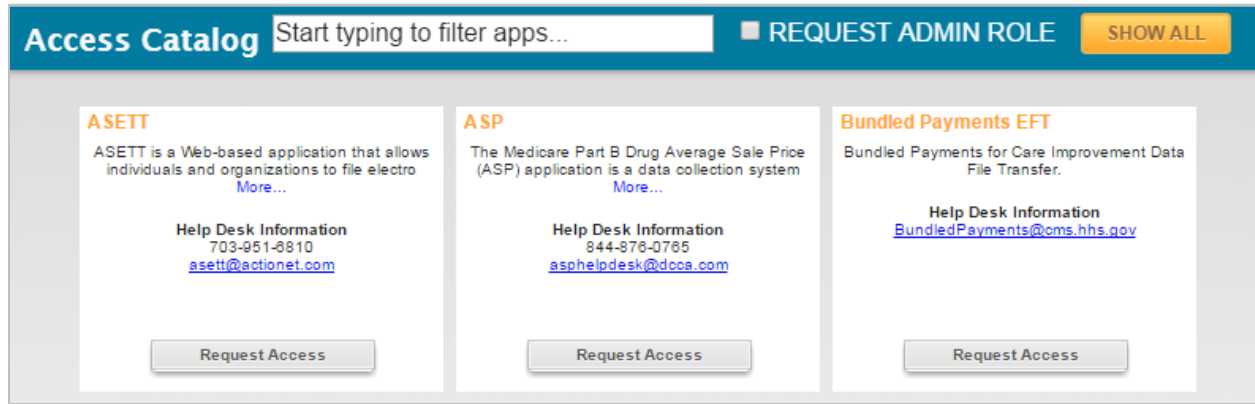 Access Catalog Start typing to filter apps... REQUEST ADMIN ROLE SHOW ALL
ASETT
ASETT is a Web-based application that allows
individuals and organizations to file electro
More...
Help Desk Information
703-951-6810
asett@actionet.com
Request Access
ASP
The Medicare Part B Drug Average Sale Price
(ASP) application is a data collection system
More...
Help Desk Information
844-876-0765
asphelpdesk@dcca.com
Request Access
Bundled Payments EFT
Bundled Payments for Care Improvement Data
File Transfer.
Help Desk Information
BundledPayments@cms.hhs.gov
Request Access